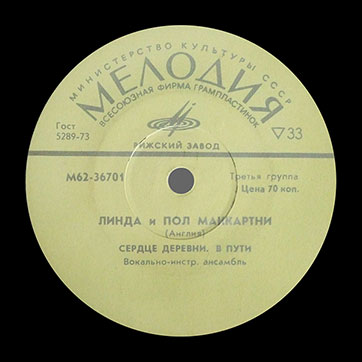 МИНИСТЕРСТВО КУЛЬТУРЫ СССР
МЕЛОДИЯ
ВСЕСОЮЗНАЯ ФИРМА ГРАМПЛАСТИНОК
Гост
5289-73
33
РИЖСКИЙ ЗАВОД
М62-36701
Третья группа
Цена 70 коп.
ЛИНДА и ПОЛ МАККАРТНИ
(Англия)
СЕРДЦЕ ДЕРЕВНИ. В ПУТИ
Вокально-инстр. ансамбль